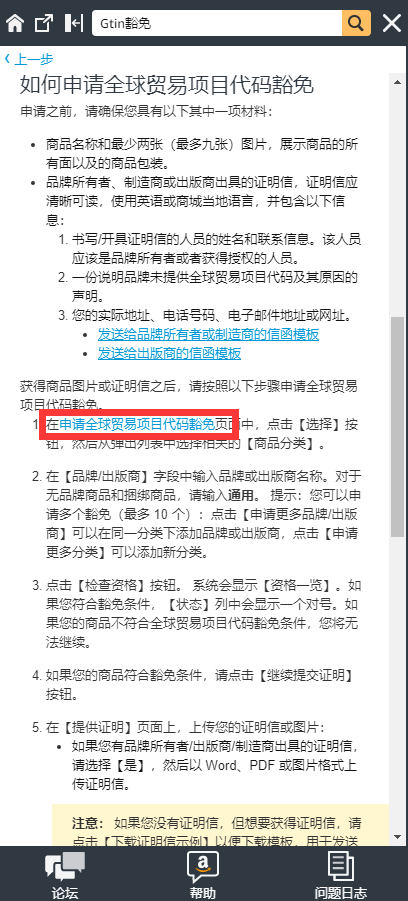 Gtin豁免
上一步
如何申请全球贸易项目代码豁免
申请之前，请确保您具有以下其中一项材料：
• 商品名称和最少两张（最多九张）图片，展示商品的所
有面以及的商品包装。
• 品牌所有者、制造商或出版商出具的证明信，证明信应
清晰可读，使用英语或商城当地语言，并包含以下信
息：
1. 书写/开具证明信的人员的姓名和联系信息。该人员
应该是品牌所有者或者获得授权的人员。
2. 一份说明品牌未提供全球贸易项目代码及其原因的
声明。
3. 您的实际地址、电话号码、电子邮件地址或网址。
• 发送给品牌所有者或制造商的信函模板
• 发送给出版商的信函模板
获得商品图片或证明信之后，请按照以下步骤申请全球贸易
项目代码豁免。
1. 在申请全球贸易项目代码豁免页面中，点击【选择】按
钮，然后从弹出列表中选择相关的【商品分类】。
2. 在【品牌/出版商】字段中输入品牌或出版商名称。对于
无品牌商品和捆绑商品，请输入通用。 提示：您可以申
请多个豁免（最多 10 个）：点击【申请更多品牌/出版
商】可以在同一分类下添加品牌或出版商，点击【申请
更多分类】可以添加新分类。
3. 点击【检查资格】按钮。 系统会显示【资格一览】。如
果您符合豁免条件，【状态】列中会显示一个对号。如
果您的商品不符合全球贸易项目代码豁免条件，您将无
法继续。
4. 如果您的商品符合豁免条件，请点击【继续提交证明】
按钮。
5. 在【提供证明】页面上，上传您的证明信或图片：
• 如果您有品牌所有者/出版商/制造商出具的证明信，
请选择【是】，然后以 Word、PDF 或图片格式上
传证明信。
注意： 如果您没有证明信，但想要获得证明信，请
点击【下载证明信示例】以便下载模板，用于发送
论坛
帮助
问题日志